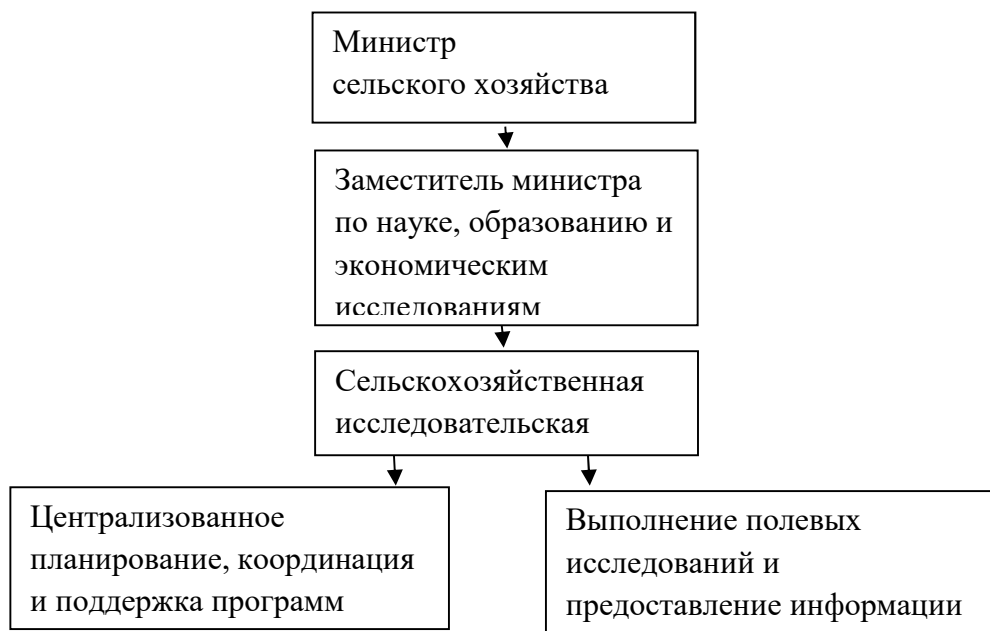 Министр
сельского хозяйства
Заместитель министра
по науке, образованию и
экономическим
исследованиям
Сельскохозяйственная
исследовательская
Централизованное
планирование, координация
и поддержка программ
Выполнение полевых
исследований и
предоставление информации